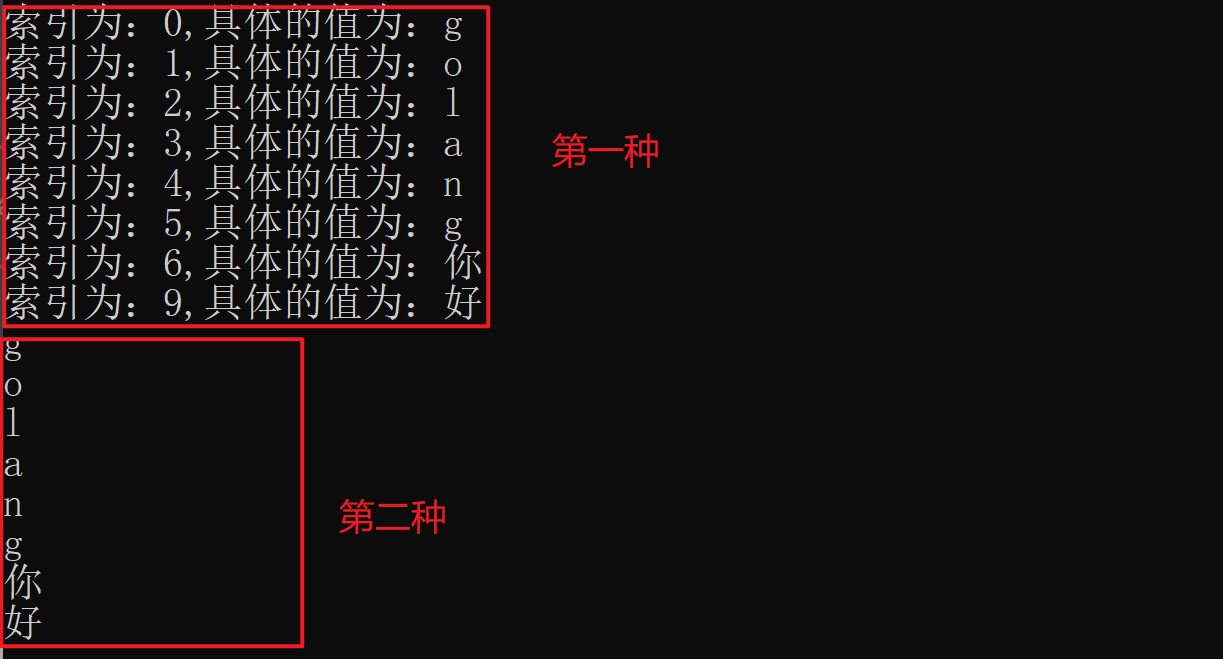 索引为：0,具体的值为：g
索引为：1,具体的值为：o
索引为：2,具体的值为：l
索引为：3,具体的值为：a
索引为：4,具体的值为：n
索引为：5,具体的值为：g
索引为：6,具体的值为：你
索引为：9,具体的值为：好
第一种
g
o
l
a
n
g
你
好
第二种